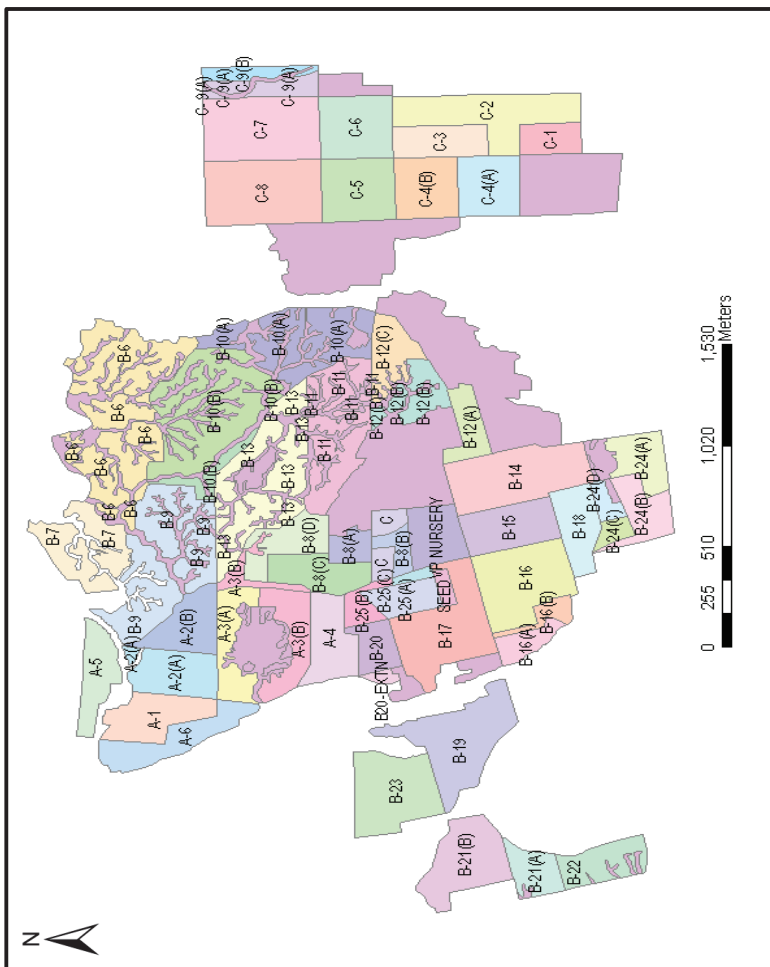 N
B-21(B)
B-21(A)
B-22
B-23
B-19
A-5
A-1
A-6
A-2(A)
A-2(A)
B-9
A-2(B)
A-3(A)
A-3(B)
A-3(B)
A-4
B20-EXTN
B-20
B-25(B)
B-25(C)
B-25(A)
B-17
SEED
VP NURSERY
B-16
B-16(A)
B-16(B)
B-15
B-14
B-18
B-24(D)
B-24(C)
B-24(B)
B-24(A)
B-7
B-7
B-6
B-6
B-6
B-6
B-6
B-6
B-6
B-9
B-9
B-9
B-10(B)
B-10(B)
B-10(B)
B-10(A)
B-10(A)
B-10(A)
B-13
B-13
B-13
B-13
B-13
B-13
B-11
B-11
B-11
B-11
B-8(D)
B-8(C)
B-8(A)
B-8(B)
C
C
B-12(C)
B-12(B)
B-12(B)
B-12(B)
B-12(A)
C-9(A)
C-9(A)
C-9(B)
C-9(A)
C-7
C-8
C-6
C-5
C-2
C-3
C-4(B)
C-4(A)
C-1
0 255 510 1,020 1,530
Meters